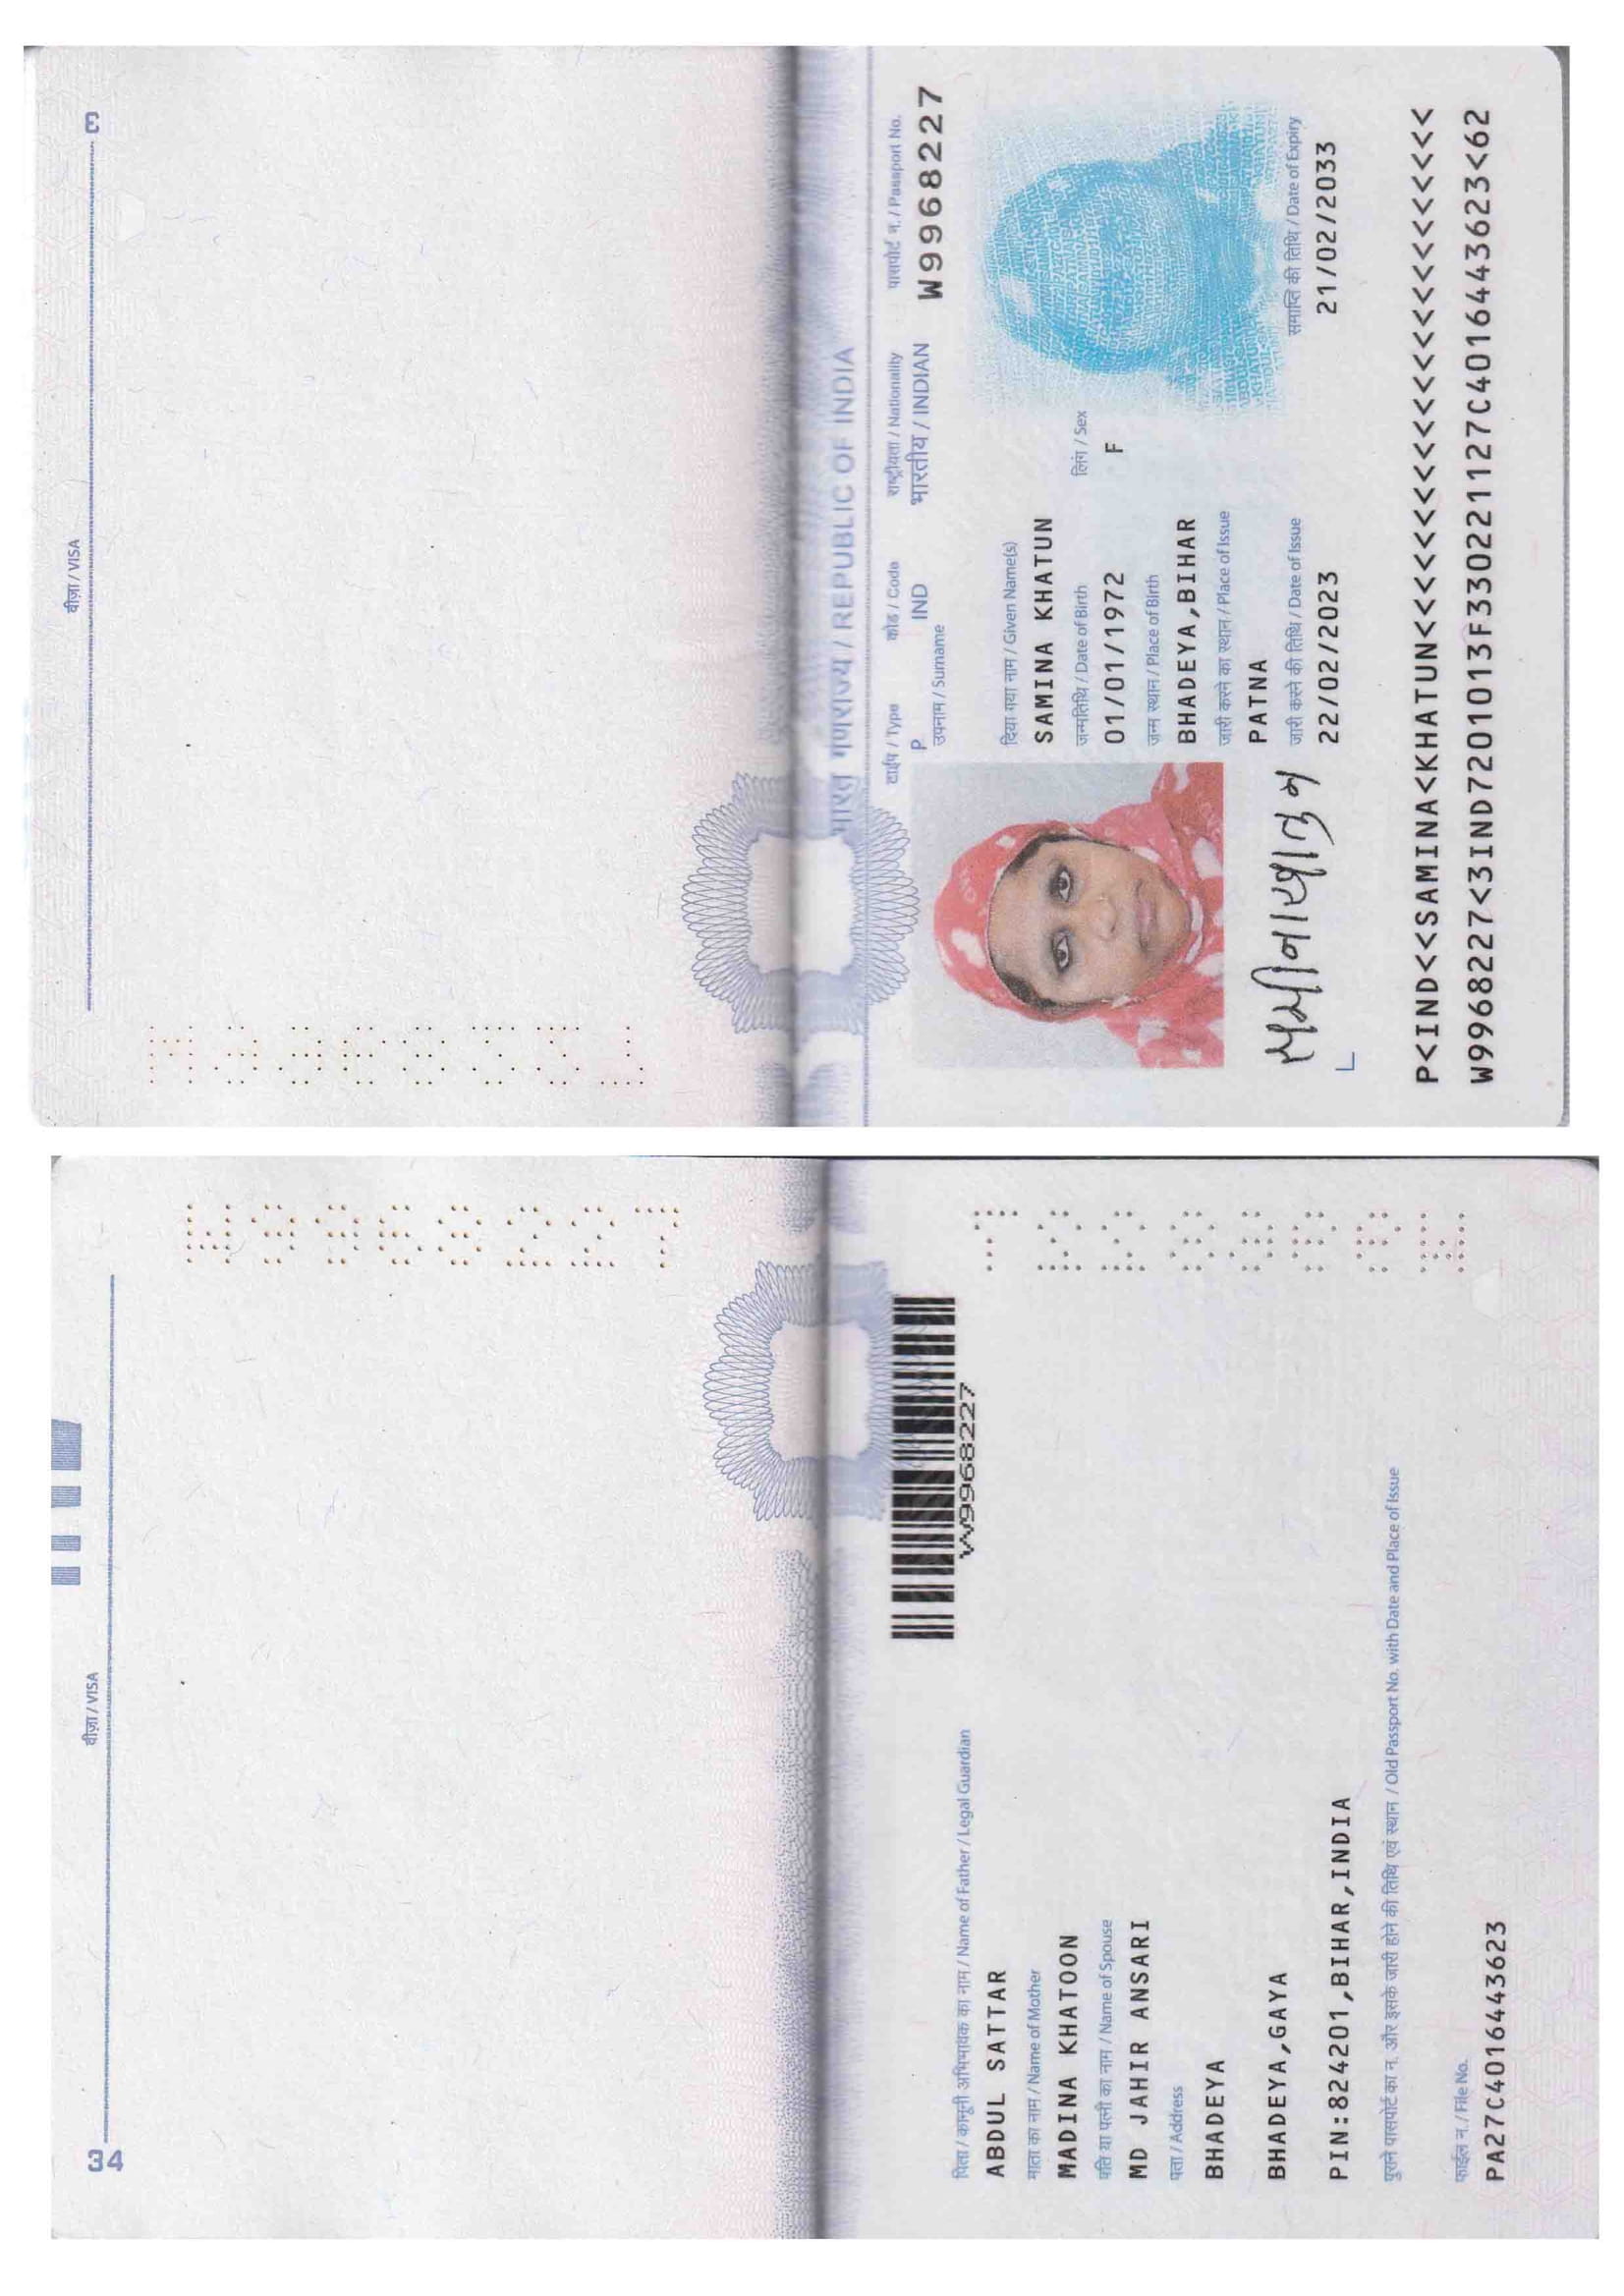 वीज़ा / VISA
3
भारत गणराज्य / REPUBLIC OF INDIA
टाईप / Type
कोड / Code
राष्ट्रीयता / Nationality
पासपोर्ट न. / Passport No.
P
IND
भारतीय / INDIAN
W9968227
उपनाम / Surname
दिया गया नाम / Given Name(s)
SAMINA KHATUN
जन्मतिथि / Date of Birth
लिंग / Sex
01/01/1972
F
जन्म स्थान / Place of Birth
BHADEYA,BIHAR
जारी करने का स्थान / Place of Issue
PATNA
जारी करने की तिथि / Date of Issue
समाप्ति की तिथि / Date of Expiry
22/02/2023
21/02/2033
P<IND<<SAMINA<KHATUN<<<<<<<<<<<<<<<<<<<<<<<<
W9968227<3IND7201013F330221127C4016443623<62
वीज़ा / VISA
34
W9968227
W9968227
पिता / कानूनी अभिभावक का नाम / Name of Father / Legal Guardian
ABDUL SATTAR
माता का नाम / Name of Mother
MADINA KHATOON
पति या पत्नी का नाम / Name of Spouse
MD JAHIR ANSARI
पता / Address
BHADEYA
BHADEYA,GAYA
PIN:824201,BIHAR,INDIA
पुराने पासपोर्ट का न. और इसके जारी होने की तिथि एवं स्थान / Old Passport No. with Date and Place of Issue
फाईल न. / File No.
PA27C4016443623